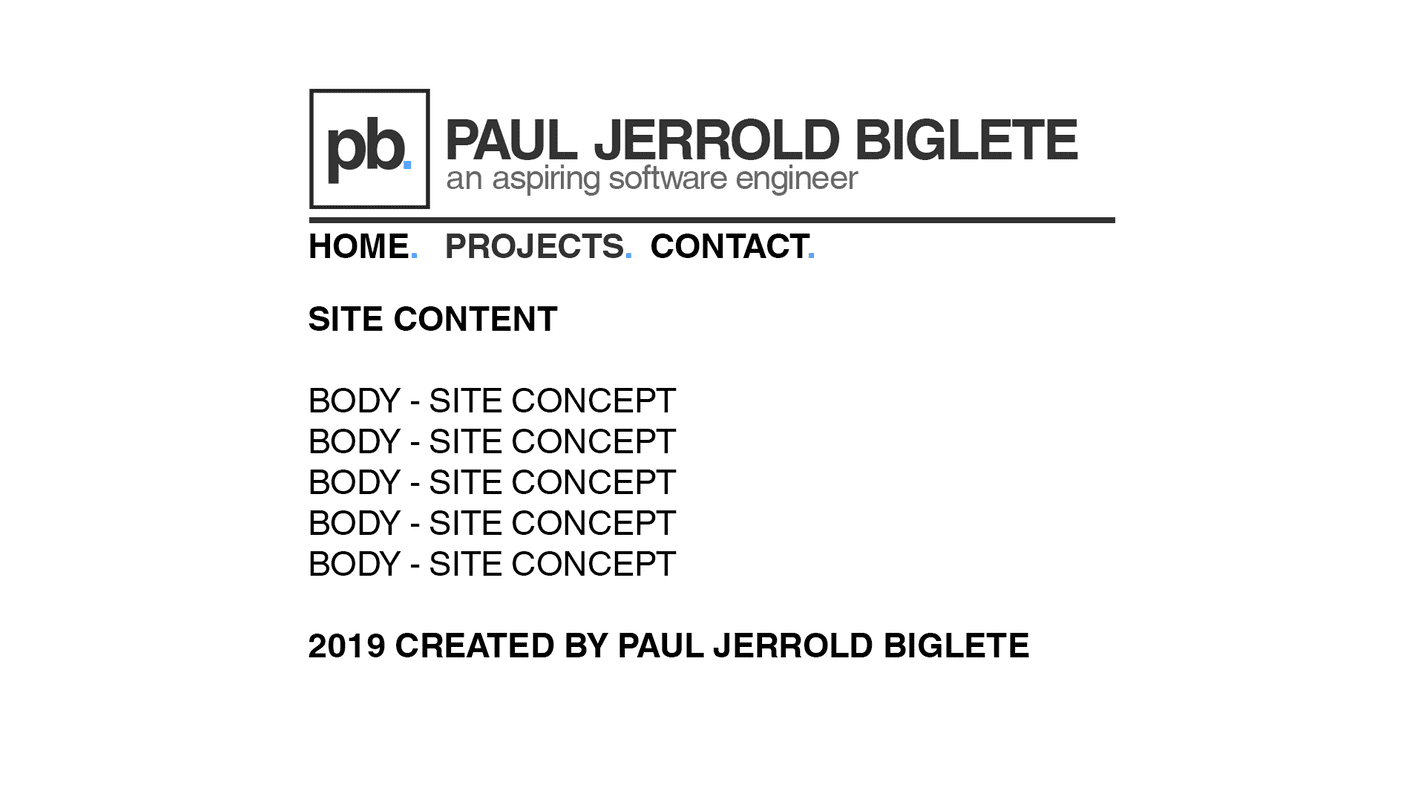 pb.
PAUL JERROLD BIGLETE
an aspiring software engineer
HOME. PROJECTS. CONTACT.
SITE CONTENT
BODY - SITE CONCEPT
BODY - SITE CONCEPT
BODY - SITE CONCEPT
BODY - SITE CONCEPT
BODY - SITE CONCEPT
2019 CREATED BY PAUL JERROLD BIGLETE